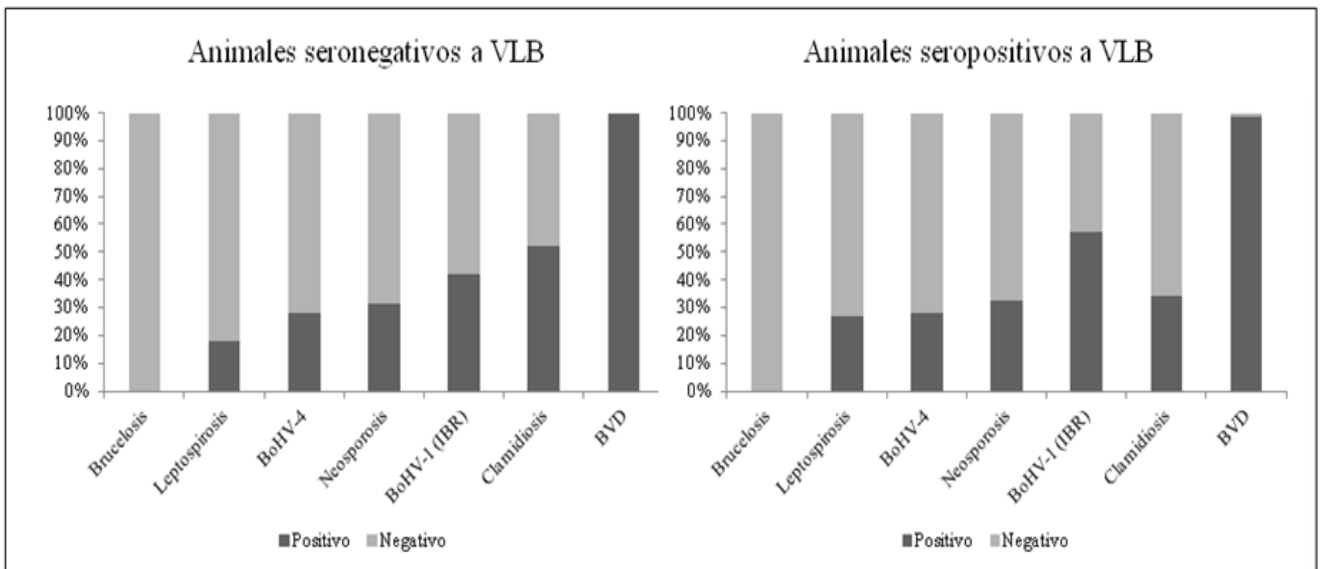 Animales seronegativos a VLB
100%
90%
80%
70%
60%
50%
40%
30%
20%
10%
0%
Brucelosis
Leptospirosis
BoHV-4
Neosporosis
BoHV-1 (IBR)
Clamidiosis
BVD
Positivo Negativo
Animales seropositivos a VLB
100%
90%
80%
70%
60%
50%
40%
30%
20%
10%
0%
Brucelosis
Leptospirosis
BoHV-4
Neosporosis
BoHV-1 (IBR)
Clamidiosis
BVD
Positivo Negativo